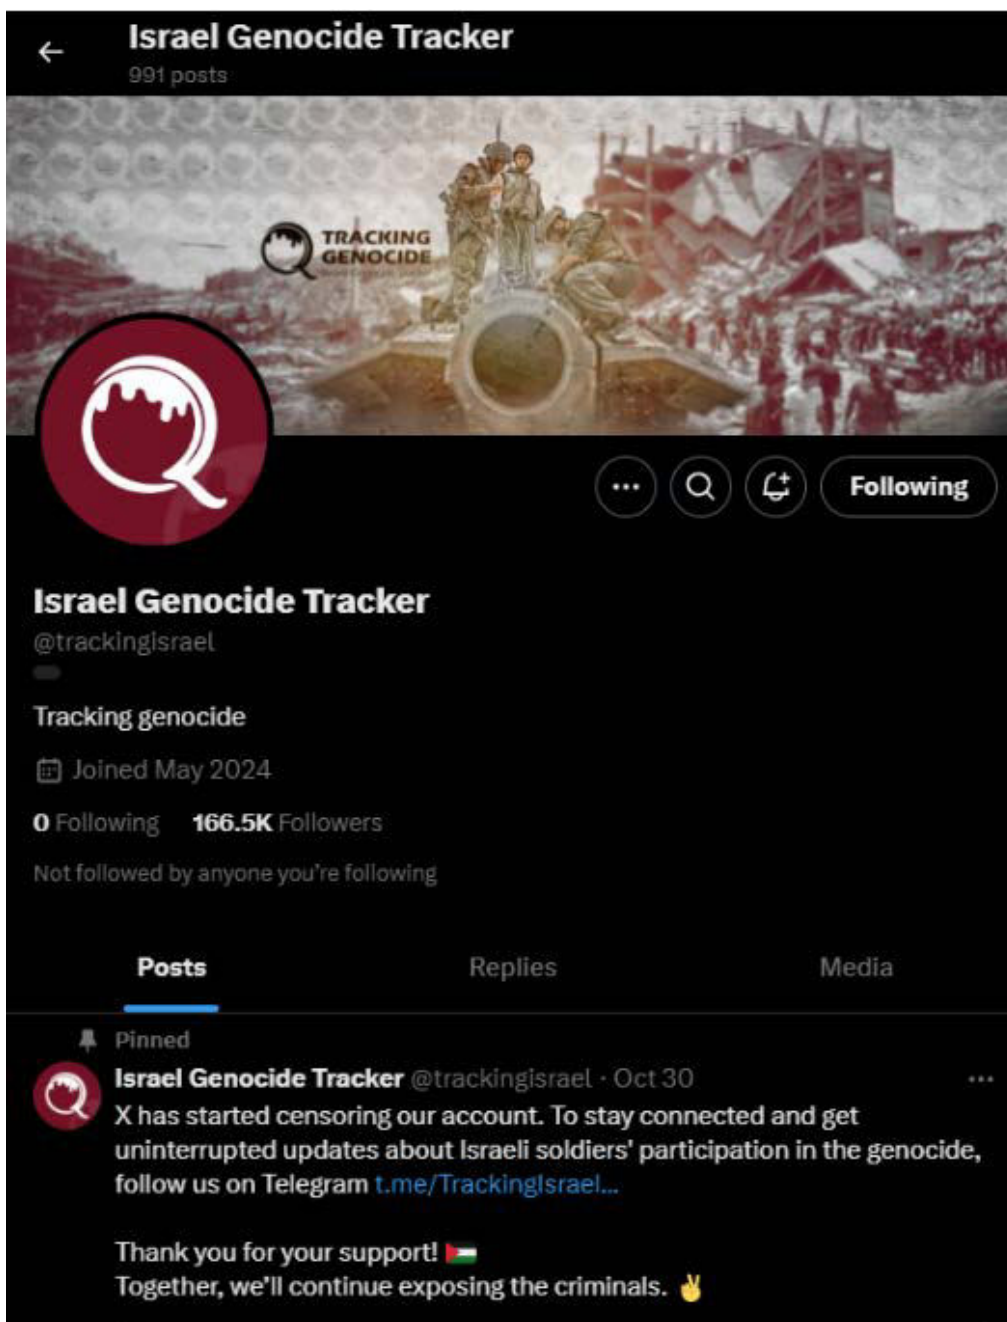 Israel Genocide Tracker
991 posts
TRACKING
GENOCIDE
Following
Israel Genocide Tracker
@trackingisrael
Tracking genocide
Joined May 2024
0 Following 166.5K Followers
Not followed by anyone you're following
Posts Replies Media
Pinned
Israel Genocide Tracker @trackingisrael · Oct 30
X has started censoring our account. To stay connected and get
uninterrupted updates about Israeli soldiers' participation in the genocide,
follow us on Telegram t.me/TrackingIsrael...
Thank you for your support! 🇵🇸
Together, we'll continue exposing the criminals. ✌️